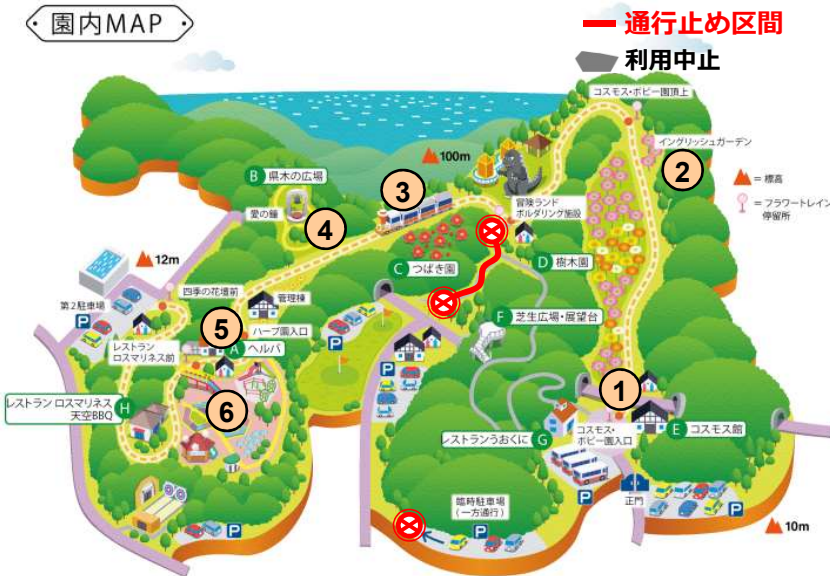 園内MAP
通行止め区間
利用中止
コスモス・ポピー園頂上
イングリッシュガーデン
2
100m
B 県木の広場
3
= 標高
= フラワートレイン
停留所
愛の鐘
4
冒険ランド
ボルダリング施設
12m
C つばき園
D 樹木園
四季の花壇前
管理棟
第2駐車場
P
5
ハーブ園入口
F 芝生広場・展望台
レストラン
ロスマリネス前
A ヘルバ
P
P
1
レストラン ロスマリネス
天空BBQ
H
6
レストランうおくに G
コスモス・
ポピー園入口
E コスモス館
P
正門
臨時駐車場
(一方通行)
P
P
P
10m